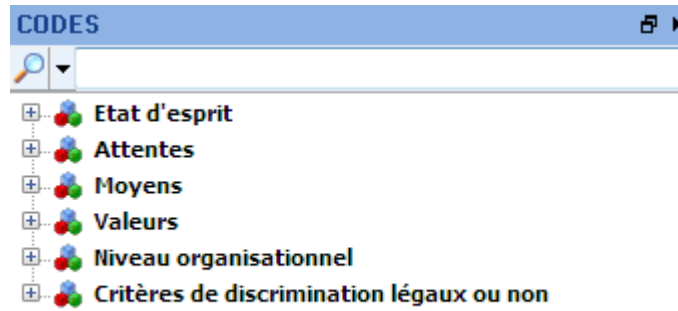 CODES
Etat d'esprit
Attentes
Moyens
Valeurs
Niveau organisationnel
Critères de discrimination légaux ou non